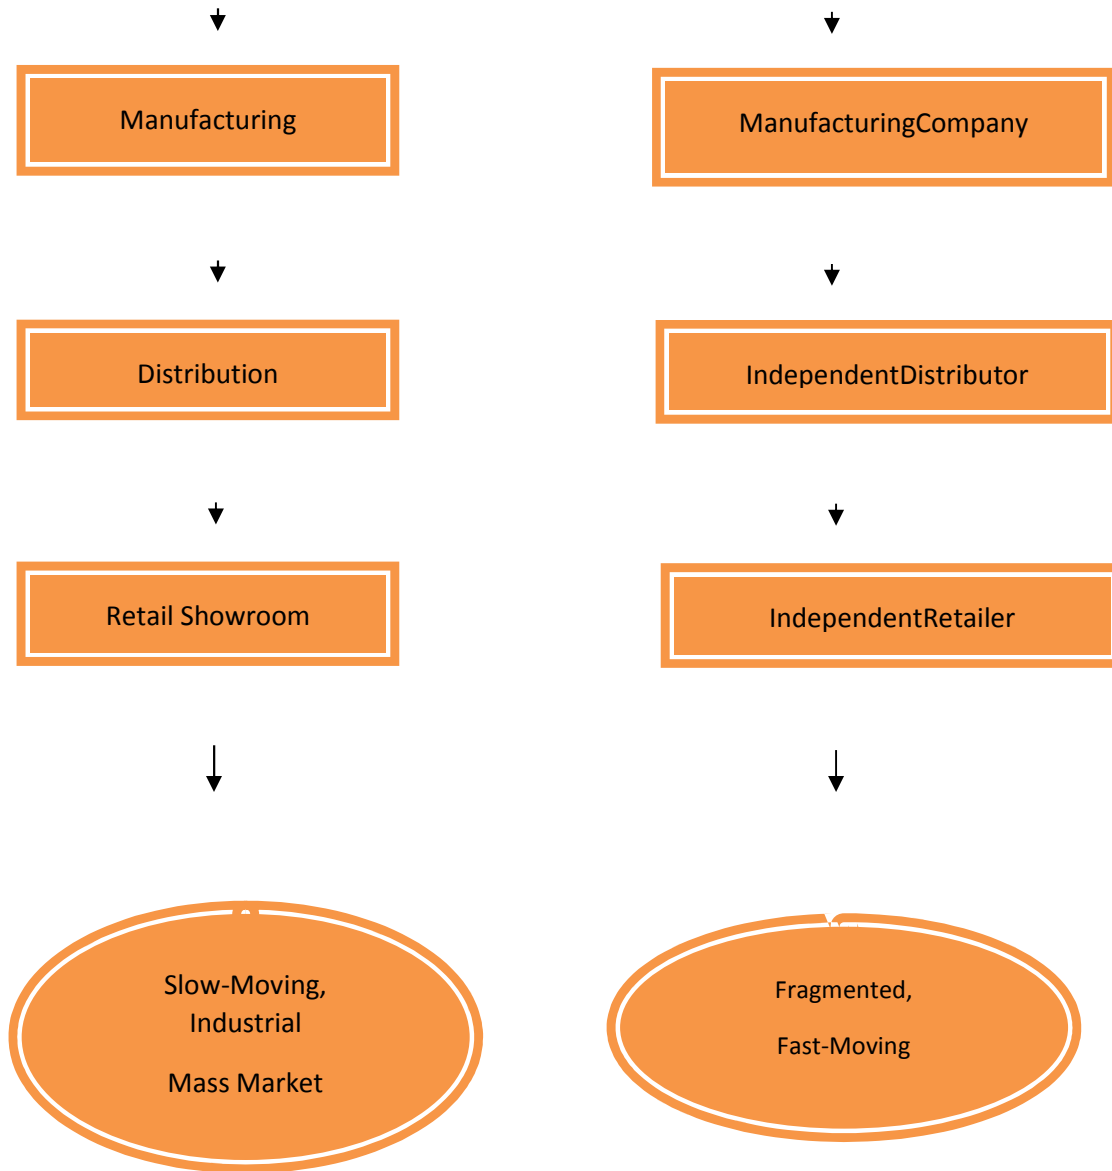 Manufacturing
ManufacturingCompany
Distribution
IndependentDistributor
Retail Showroom
IndependentRetailer
Slow-Moving,
Industrial
Mass Market
Fragmented,
Fast-Moving